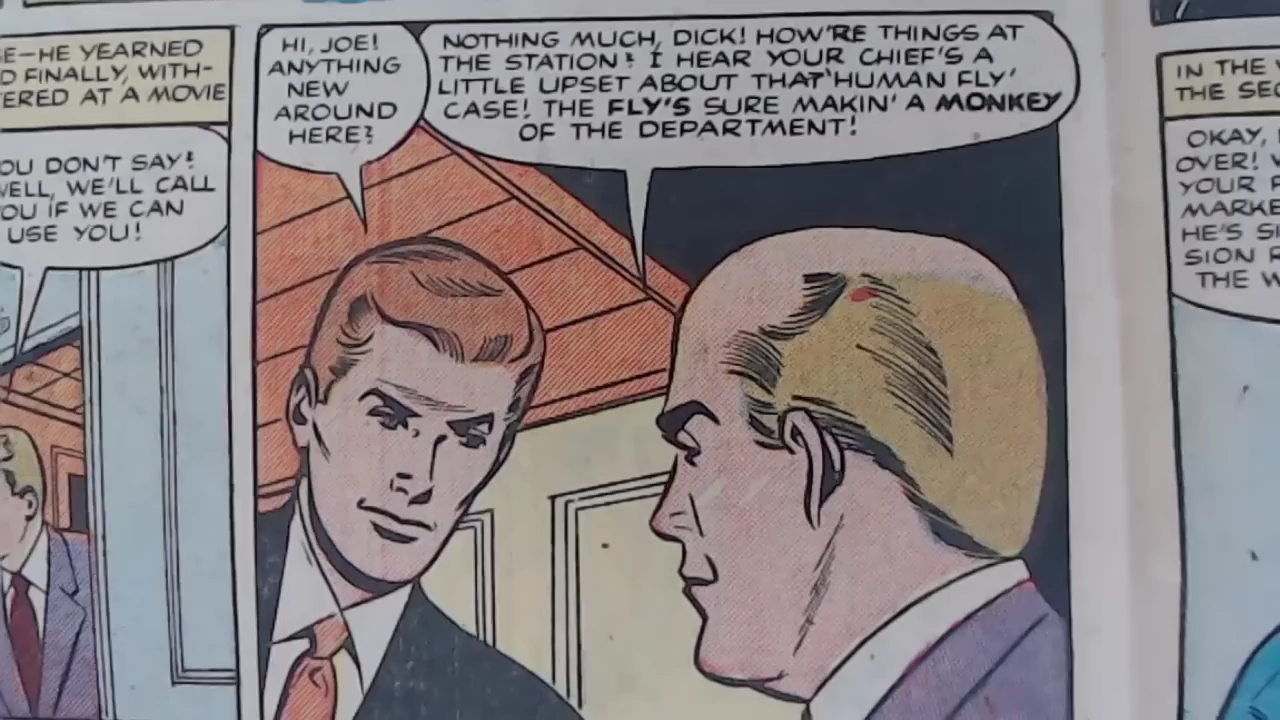 E—HE YEARNED
D FINALLY, WITH-
ERED AT A MOVIE
OU DON'T SAY?
WELL, WE'LL CALL
YOU IF WE CAN
USE YOU!
HI, JOE!
ANYTHING
NEW
AROUND
HERE?
NOTHING MUCH, DICK! HOW'RE THINGS AT
THE STATION? I HEAR YOUR CHIEF'S A
LITTLE UPSET ABOUT THAT 'HUMAN FLY'
CASE! THE FLY'S SURE MAKIN' A MONKEY
OF THE DEPARTMENT!
IN THE
THE SEC
OKAY,
OVER! W
YOUR F
MARKE
HE'S SI
SION R
THE W